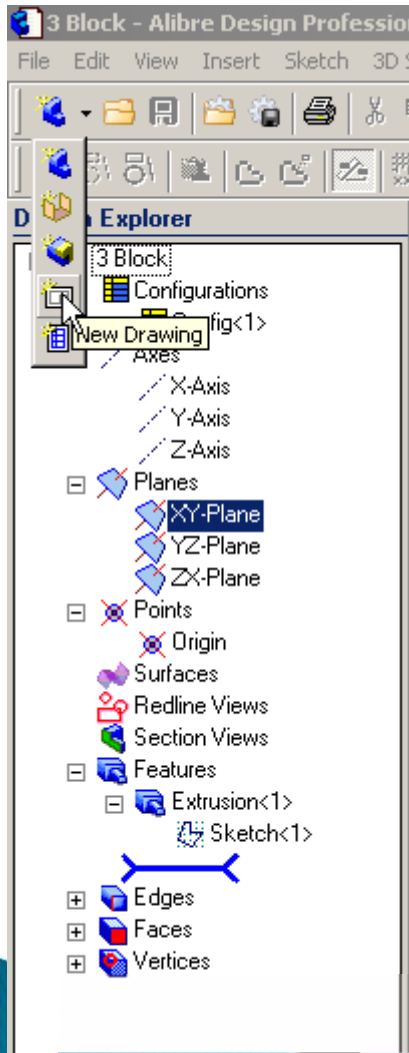 3 Block - Alibre Design Professio
File Edit View Insert Sketch 3D S
Explorer
3 Block
Configurations
fig<1>
New Drawing
Axes
X-Axis
Y-Axis
Z-Axis
Planes
XY-Plane
YZ-Plane
ZX-Plane
Points
Origin
Surfaces
Redline Views
Section Views
Features
Extrusion<1>
Sketch<1>
Edges
Faces
Vertices